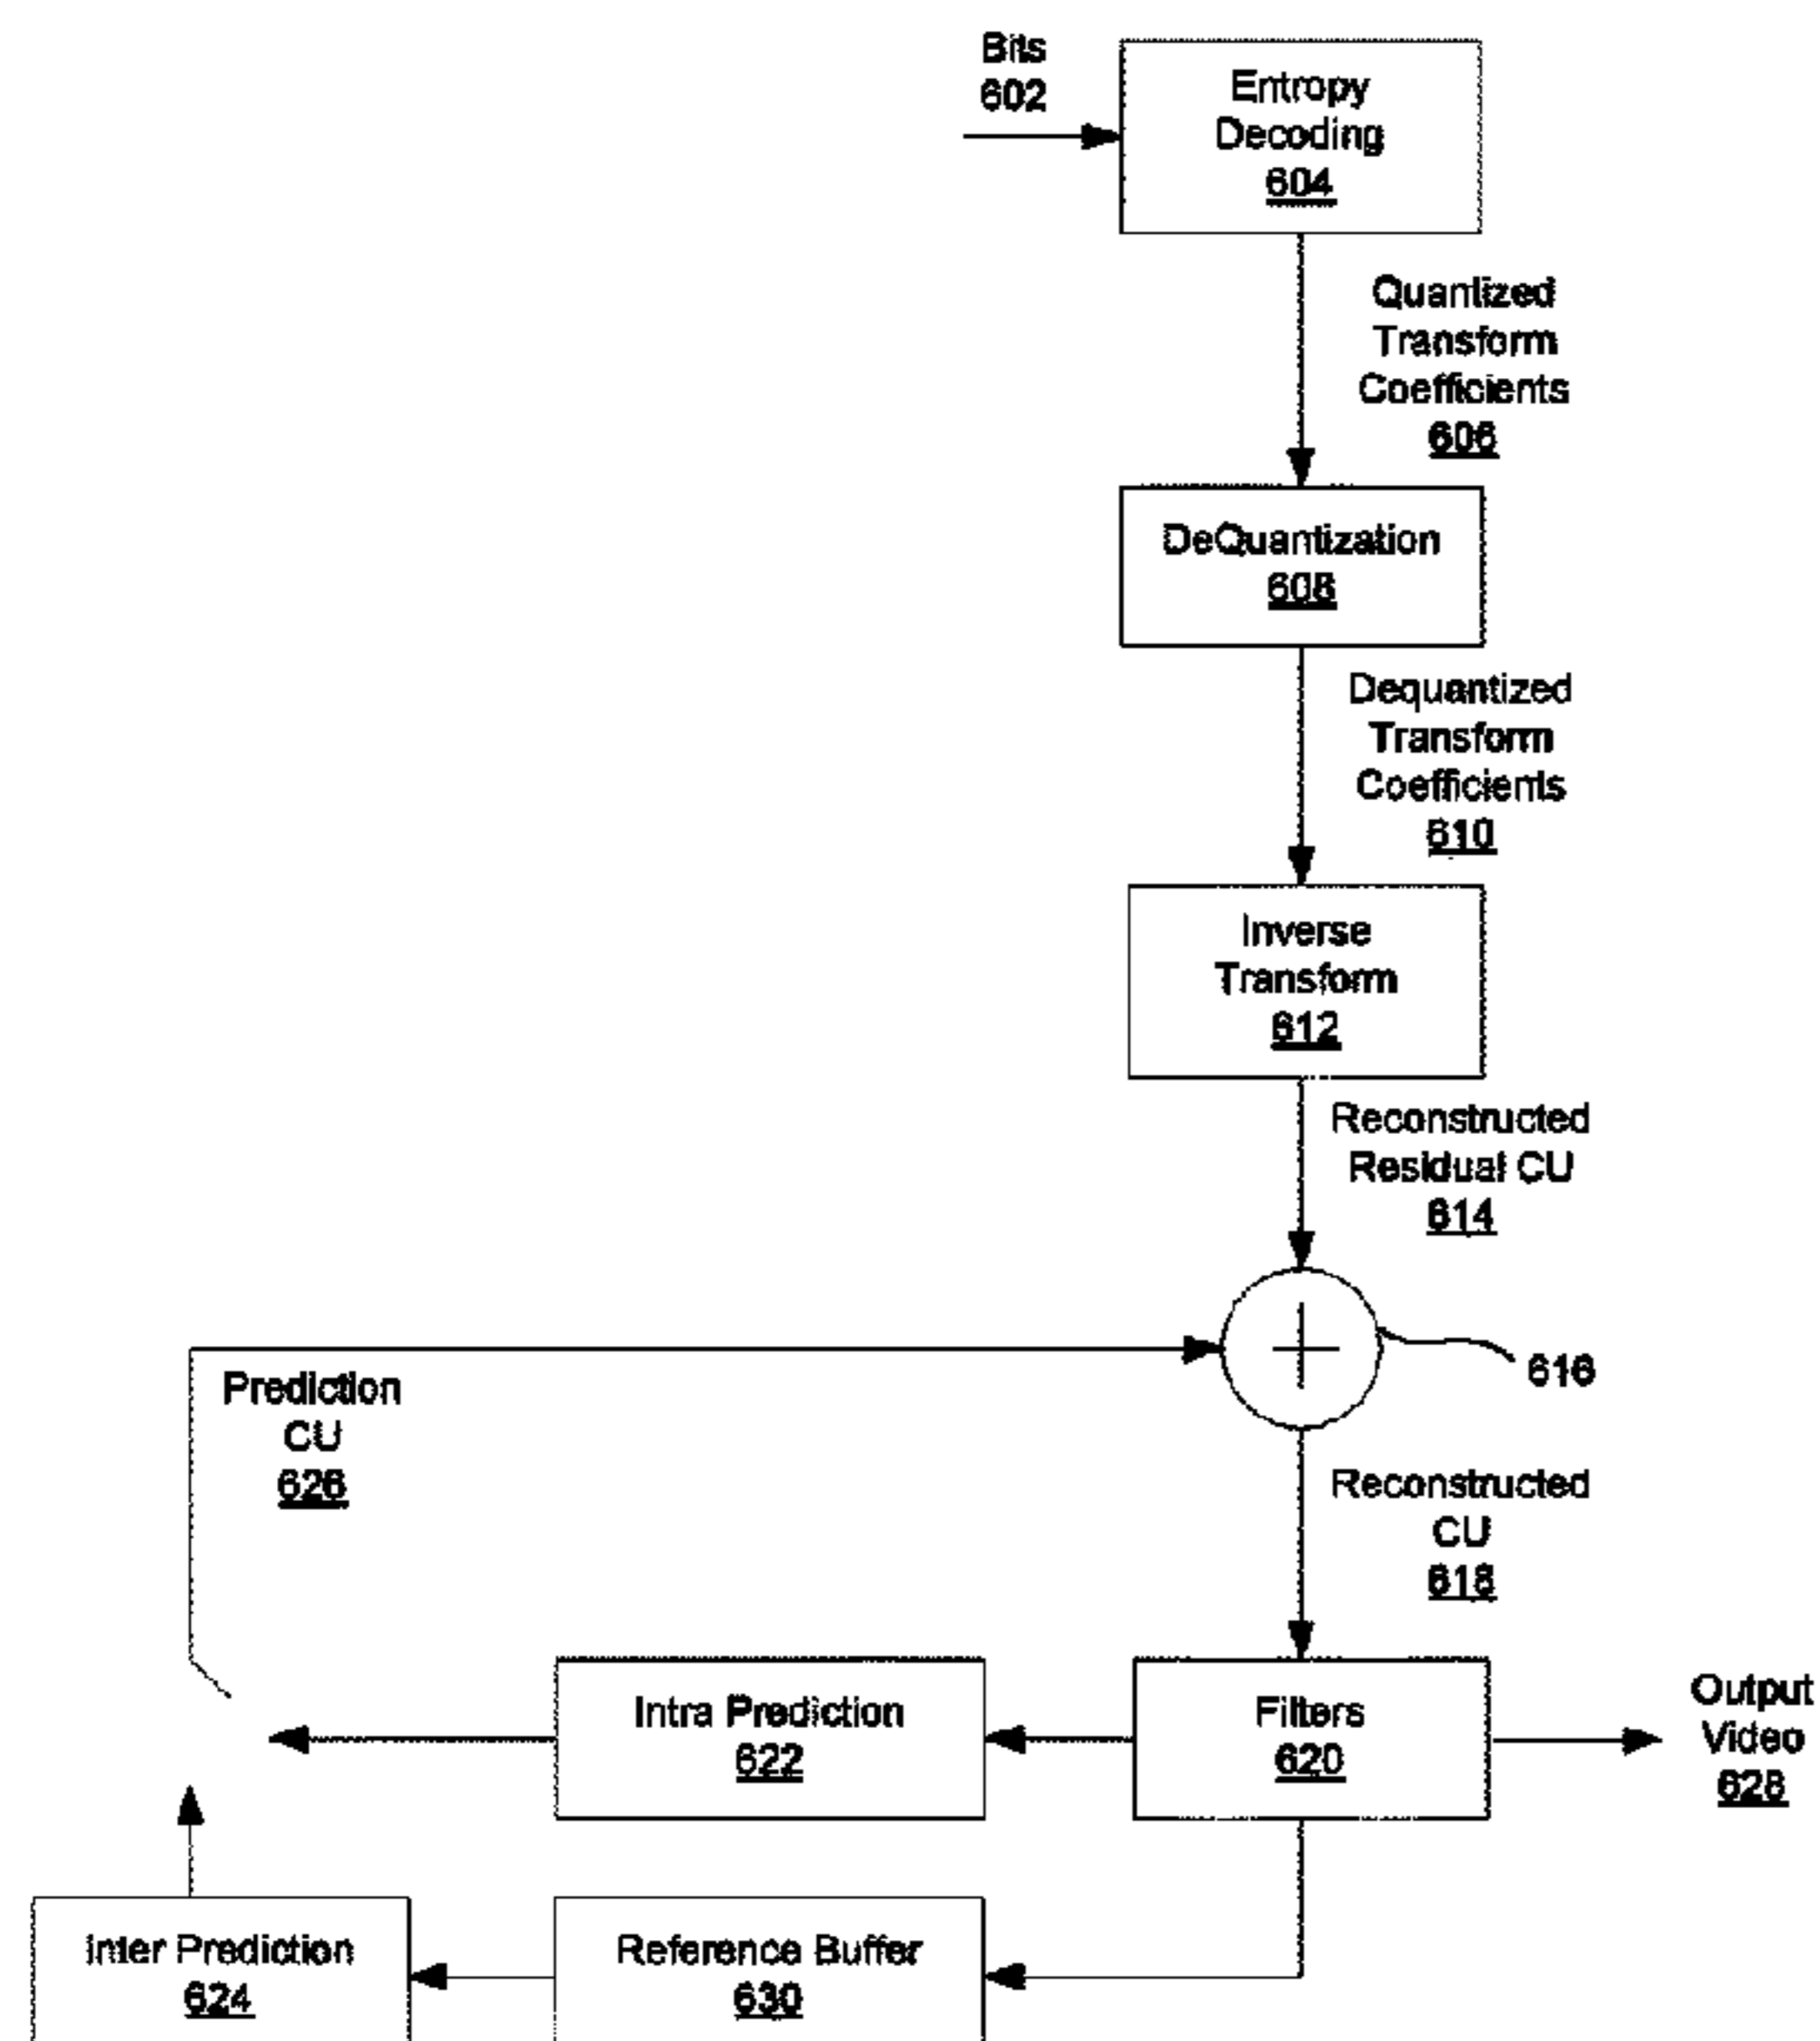 Bits
602
Entropy
Decoding
604
Quantized
Transform
Coefficients
606
DeQuantization
608
Dequantized
Transform
Coefficients
610
Inverse
Transform
612
Reconstructed
Residual CU
614
616
Prediction
CU
626
Reconstructed
CU
618
Intra Prediction
622
Filters
620
Output
Video
628
Inter Prediction
624
Reference Buffer
630